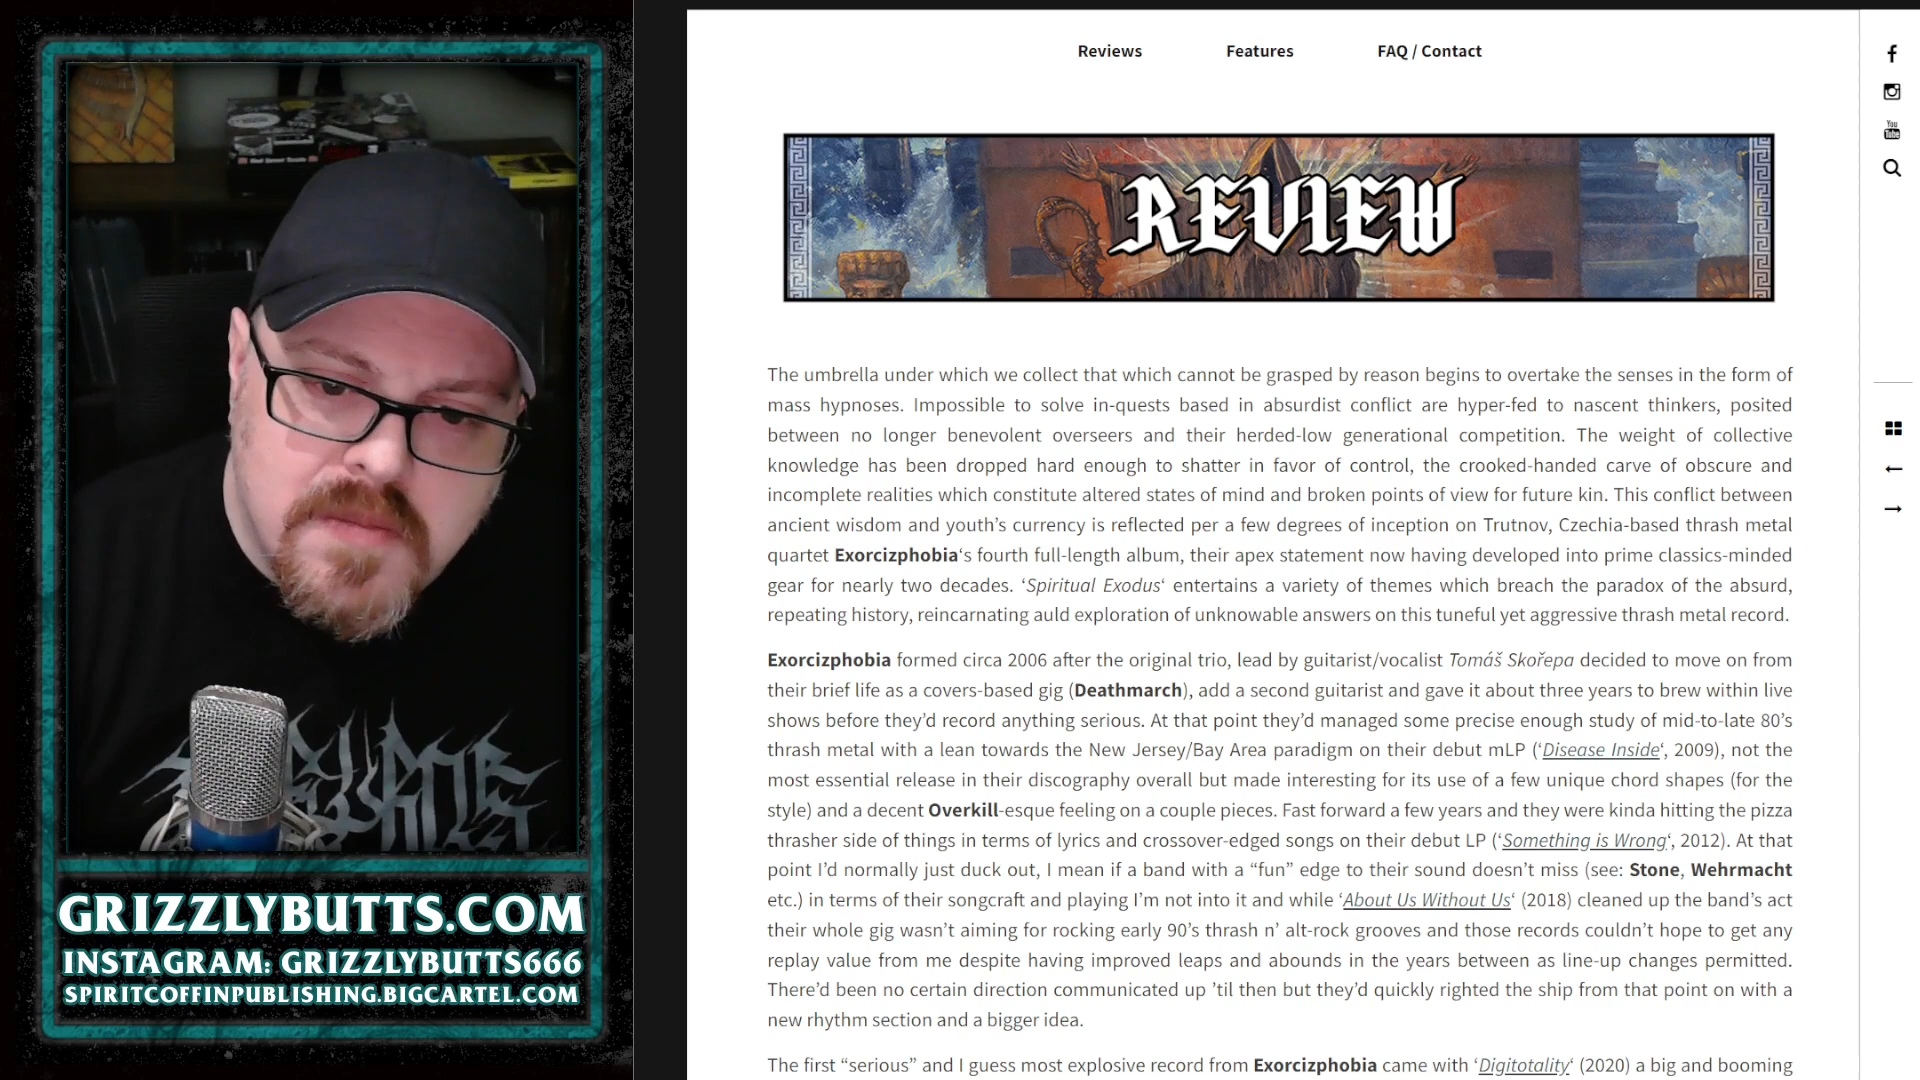 GRIZZLYBUTTS.COM
INSTAGRAM: GRIZZLYBUTTS666
SPIRITCOFFINPUBLISHING.BIGCARTEL.COM
Reviews
Features
FAQ / Contact
You
Tube
REVIEW
The umbrella under which we collect that which cannot be grasped by reason begins to overtake the senses in the form of
mass hypnoses. Impossible to solve in-quests based in absurdist conflict are hyper-fed to nascent thinkers, posited
between no longer benevolent overseers and their herded-low generational competition. The weight of collective
knowledge has been dropped hard enough to shatter in favor of control, the crooked-handed carve of obscure and
incomplete realities which constitute altered states of mind and broken points of view for future kin. This conflict between
ancient wisdom and youth’s currency is reflected per a few degrees of inception on Trutnov, Czechia-based thrash metal
quartet Exorcizphobia‘s fourth full-length album, their apex statement now having developed into prime classics-minded
gear for nearly two decades. ‘Spiritual Exodus‘ entertains a variety of themes which breach the paradox of the absurd,
repeating history, reincarnating auld exploration of unknowable answers on this tuneful yet aggressive thrash metal record.
Exorcizphobia formed circa 2006 after the original trio, lead by guitarist/vocalist Tomáš Skořepa decided to move on from
their brief life as a covers-based gig (Deathmarch), add a second guitarist and gave it about three years to brew within live
shows before they’d record anything serious. At that point they’d managed some precise enough study of mid-to-late 80’s
thrash metal with a lean towards the New Jersey/Bay Area paradigm on their debut mLP (‘Disease Inside‘, 2009), not the
most essential release in their discography overall but made interesting for its use of a few unique chord shapes (for the
style) and a decent Overkill-esque feeling on a couple pieces. Fast forward a few years and they were kinda hitting the pizza
thrasher side of things in terms of lyrics and crossover-edged songs on their debut LP (‘Something is Wrong‘, 2012). At that
point I’d normally just duck out, I mean if a band with a “fun” edge to their sound doesn’t miss (see: Stone, Wehrmacht
etc.) in terms of their songcraft and playing I’m not into it and while ‘About Us Without Us‘ (2018) cleaned up the band’s act
their whole gig wasn’t aiming for rocking early 90’s thrash n’ alt-rock grooves and those records couldn’t hope to get any
replay value from me despite having improved leaps and abounds in the years between as line-up changes permitted.
There’d been no certain direction communicated up ’til then but they’d quickly righted the ship from that point on with a
new rhythm section and a bigger idea.
The first “serious” and I guess most explosive record from Exorcizphobia came with ‘Digitotality‘ (2020) a big and booming